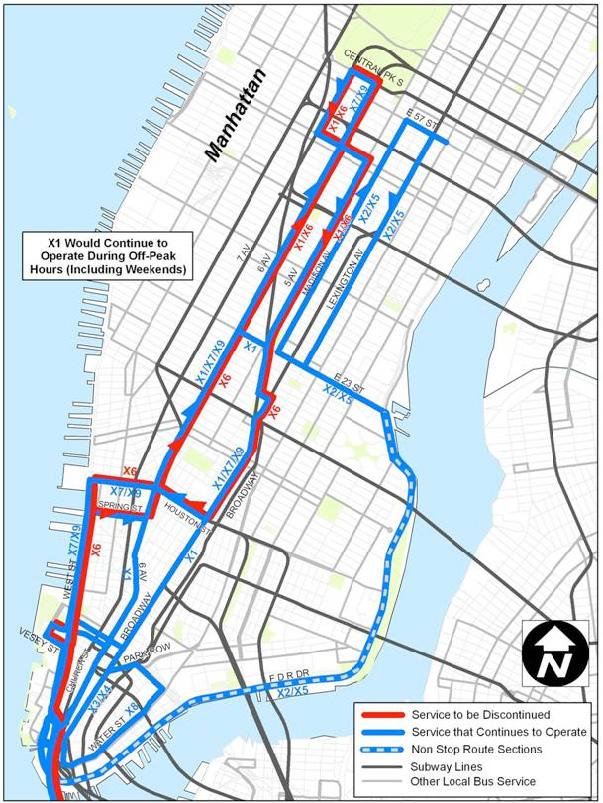 CENTRAL PK S
Manhattan
X1/X6
X7/X9
E 57 ST
X2/X5
X2/X5
X1/X6
X1/X6
X1 Would Continue to
Operate During Off-Peak
Hours (Including Weekends)
7 AV
6 AV
5 AV
MADISON AV
LEXINGTON AV
X1
X1/X7/X9
X6
E 23 ST
X2/X5
X6
X6
X7/X9
X1/X7/X9
BROADWAY
SPRING ST
HOUSTON ST
X7/X9
X6
WEST ST
X1
6 AV
X1
BROADWAY
VESEY ST
CHURCH ST
PARK ROW
X3/X4
X8
WATER ST
F D R DR
X2/X5
N
Service to be Discontinued
Service that Continues to Operate
Non Stop Route Sections
Subway Lines
Other Local Bus Service